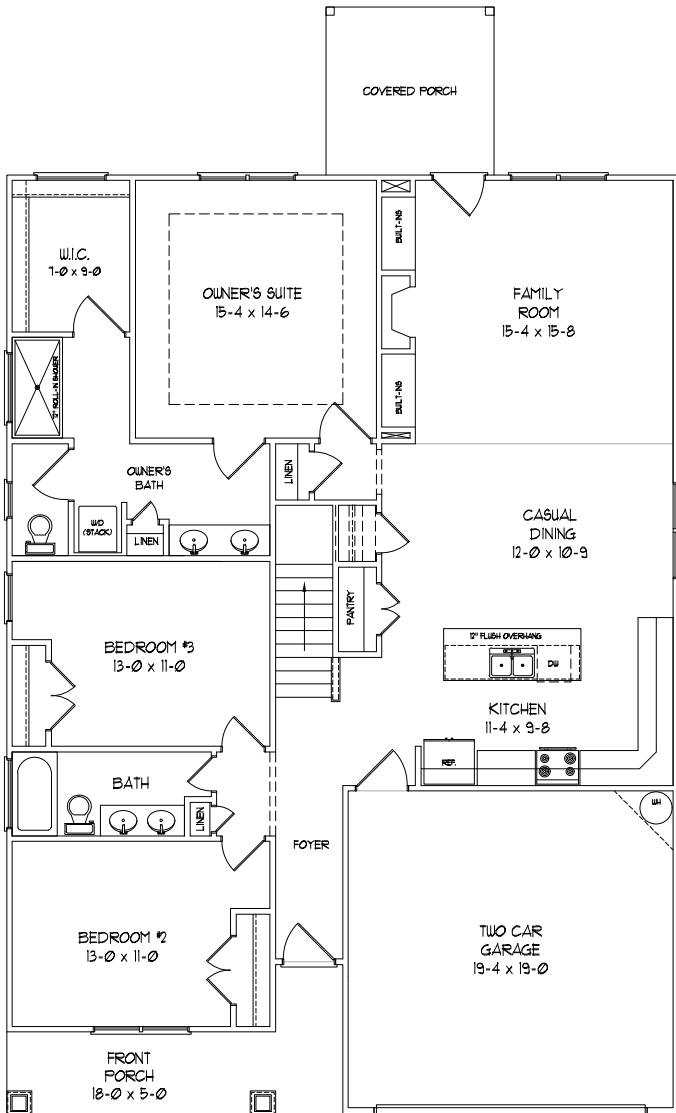 COVERED PORCH
W.I.C.
7-0 x 9-0
OWNER'S SUITE
15-4 x 14-6
BUILT-INS
FAMILY
ROOM
15-4 x 15-8
72" ROLL-IN SHOWER
BUILT-INS
OWNER'S
BATH
LINEN
W/D
(STACK)
LINEN
CASUAL
DINING
12-0 x 10-9
PANTRY
BEDROOM #3
13-0 x 11-0
12" FLUSH OVERHANG
DW
KITCHEN
11-4 x 9-8
REF.
BATH
LINEN
WH
FOYER
BEDROOM #2
13-0 x 11-0
TWO CAR
GARAGE
19-4 x 19-0
FRONT
PORCH
18-0 x 5-0